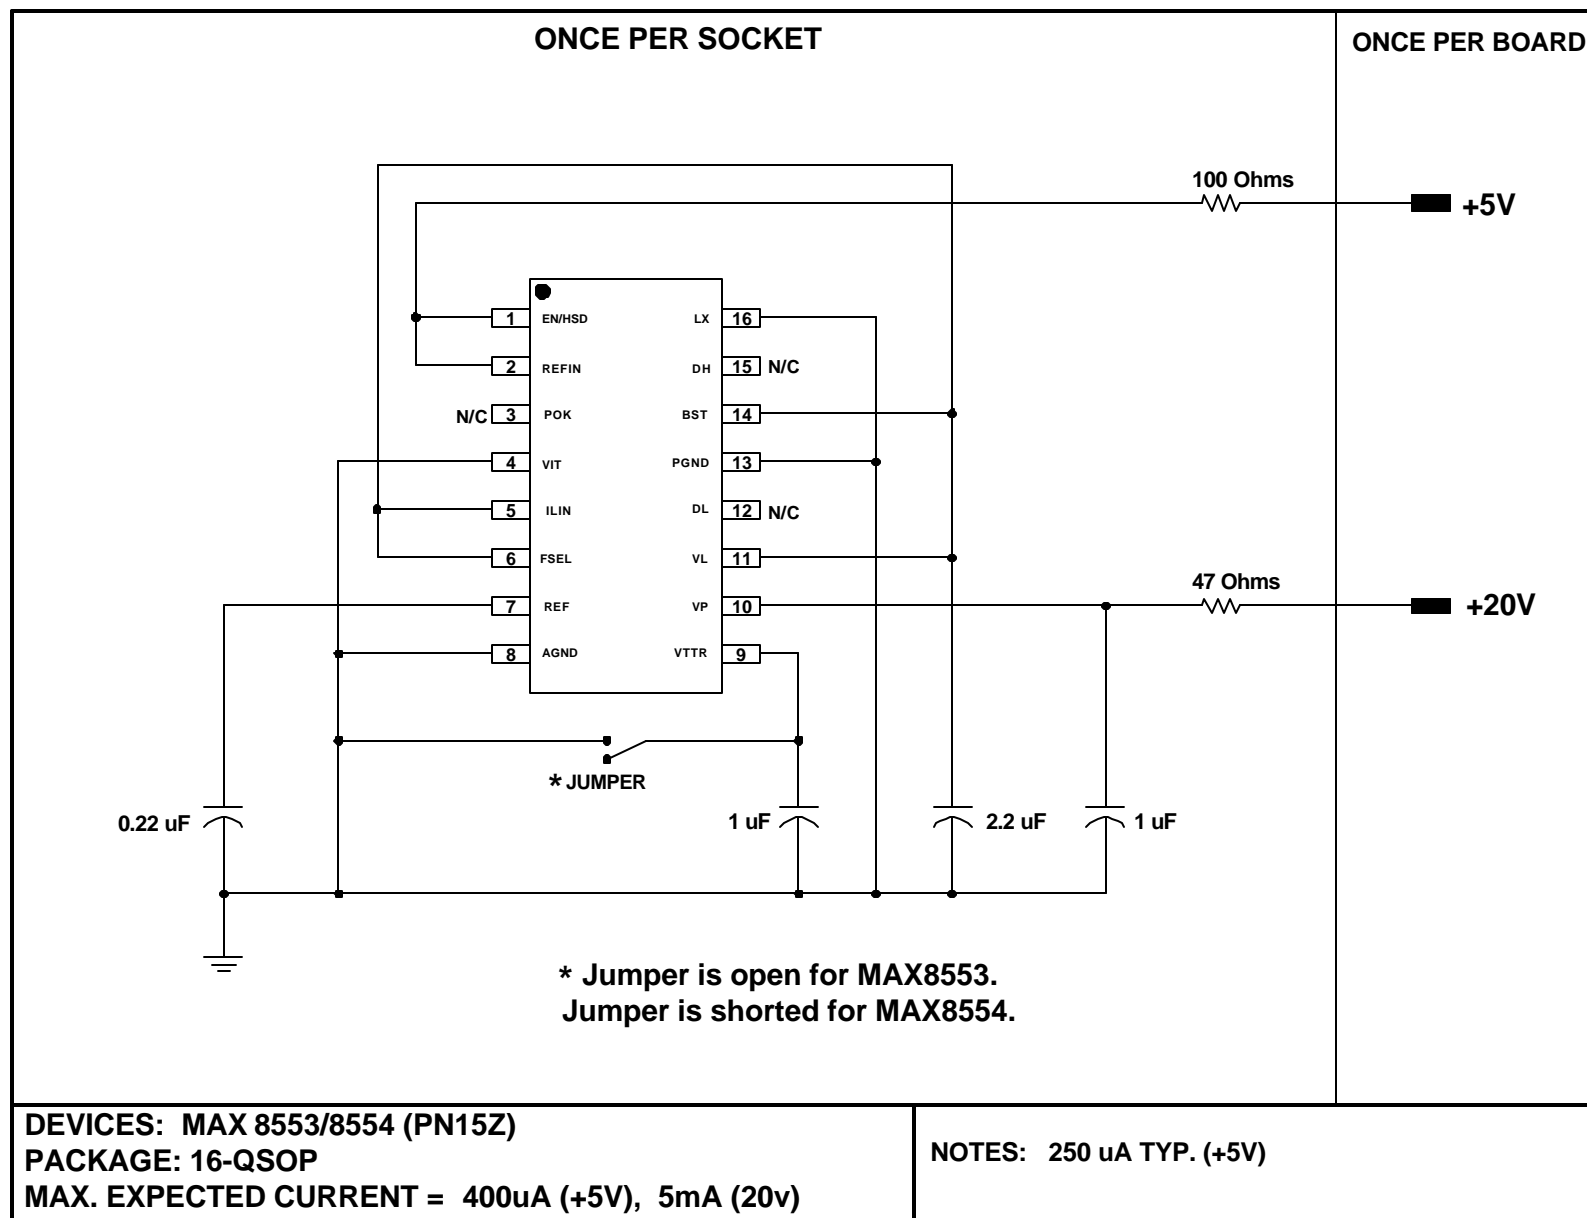 ONCE PER SOCKET
ONCE PER BOARD
100 Ohms
+5V
1 EN/HSD LX 16
2 REFIN DH 15 N/C
N/C 3 POK BST 14
4 VIT PGND 13
5 ILIN DL 12 N/C
6 FSEL VL 11
47 Ohms
7 REF VP 10
+20V
8 AGND VTTR 9
* JUMPER
0.22 uF
1 uF
2.2 uF
1 uF
* Jumper is open for MAX8553.
Jumper is shorted for MAX8554.
DEVICES: MAX 8553/8554 (PN15Z)
PACKAGE: 16-QSOP
MAX. EXPECTED CURRENT = 400uA (+5V), 5mA (20v)
NOTES: 250 uA TYP. (+5V)